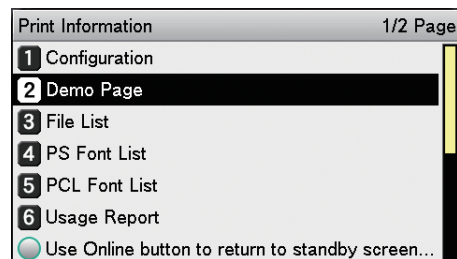 Print Information 1/2 Page
1 Configuration
2 Demo Page
3 File List
4 PS Font List
5 PCL Font List
6 Usage Report
Use Online button to return to standby screen...